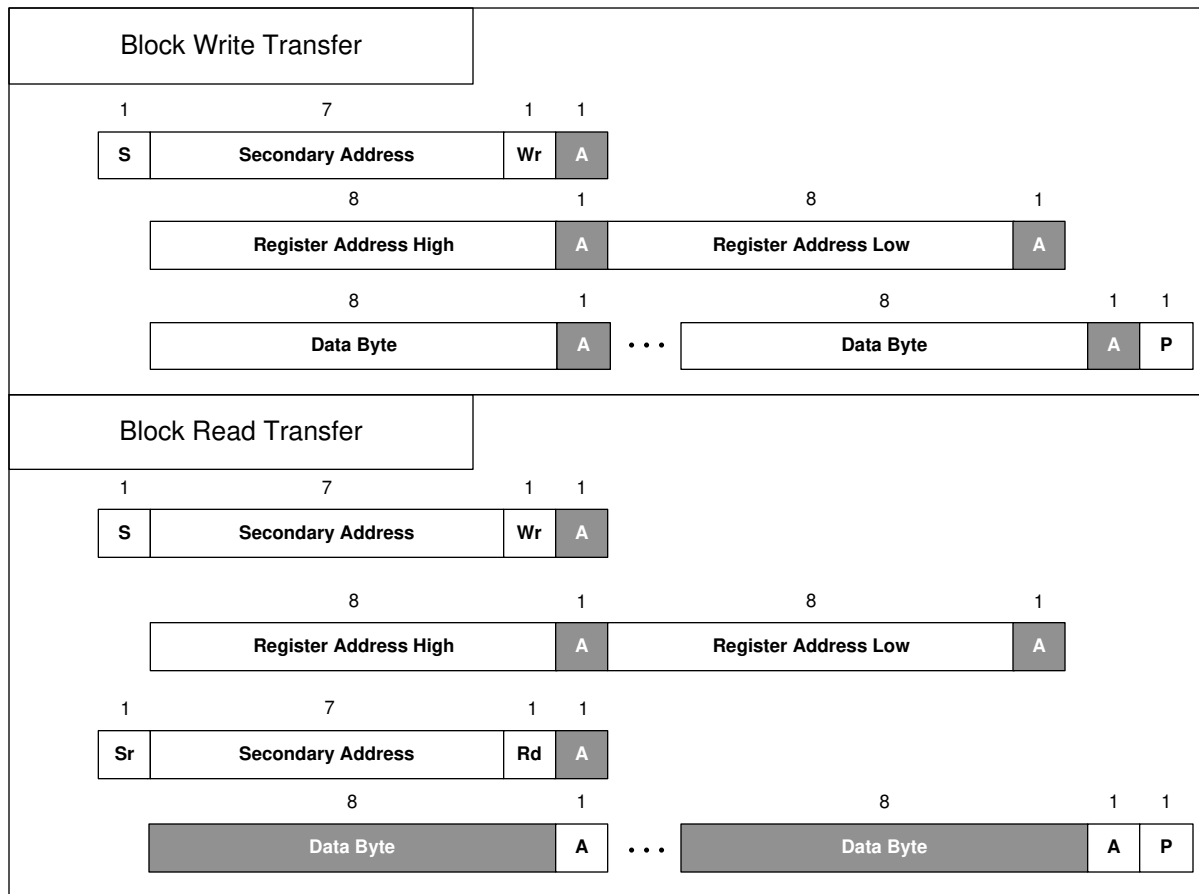 Block Write Transfer
1 7 1 1
S Secondary Address Wr A
8 1 8 1
Register Address High A Register Address Low A
8 1 8 1 1
Data Byte A ... Data Byte A P
Block Read Transfer
1 7 1 1
S Secondary Address Wr A
8 1 8 1
Register Address High A Register Address Low A
1 7 1 1
Sr Secondary Address Rd A
8 1 8 1 1
Data Byte A ... Data Byte A P